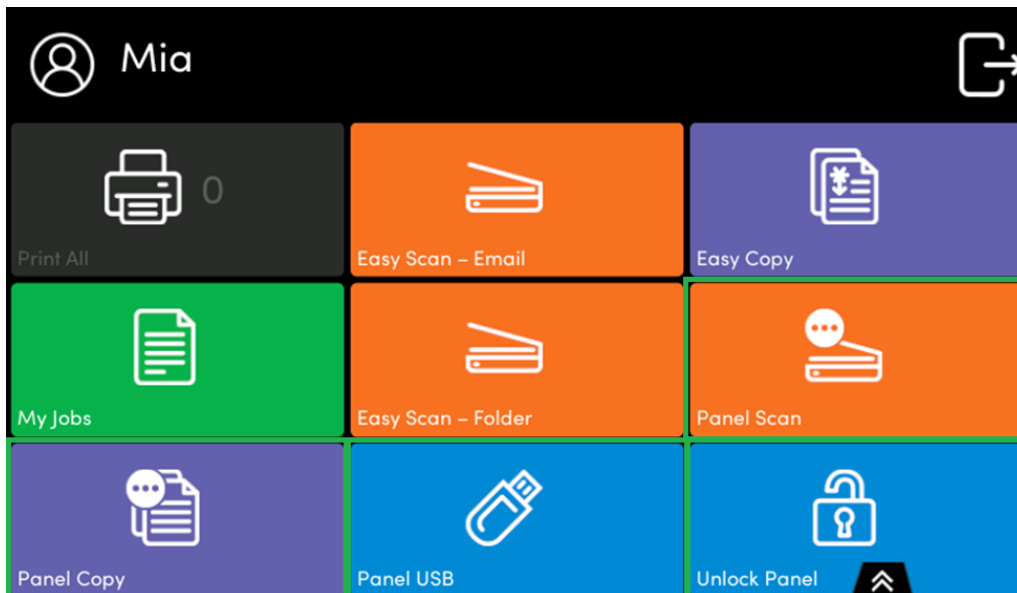 Mia
0
Print All
Easy Scan – Email
Easy Copy
My Jobs
Easy Scan – Folder
Panel Scan
Panel Copy
Panel USB
Unlock Panel